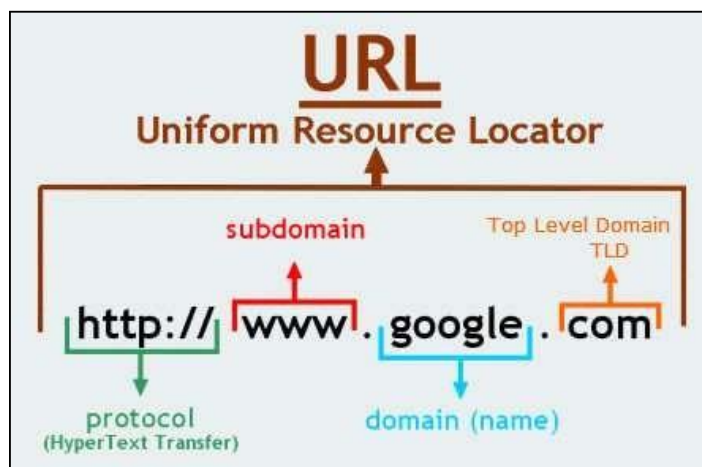 URL
Uniform Resource Locator
subdomain
Top Level Domain
TLD
http:// www . google . com
protocol
(HyperText Transfer)
domain (name)